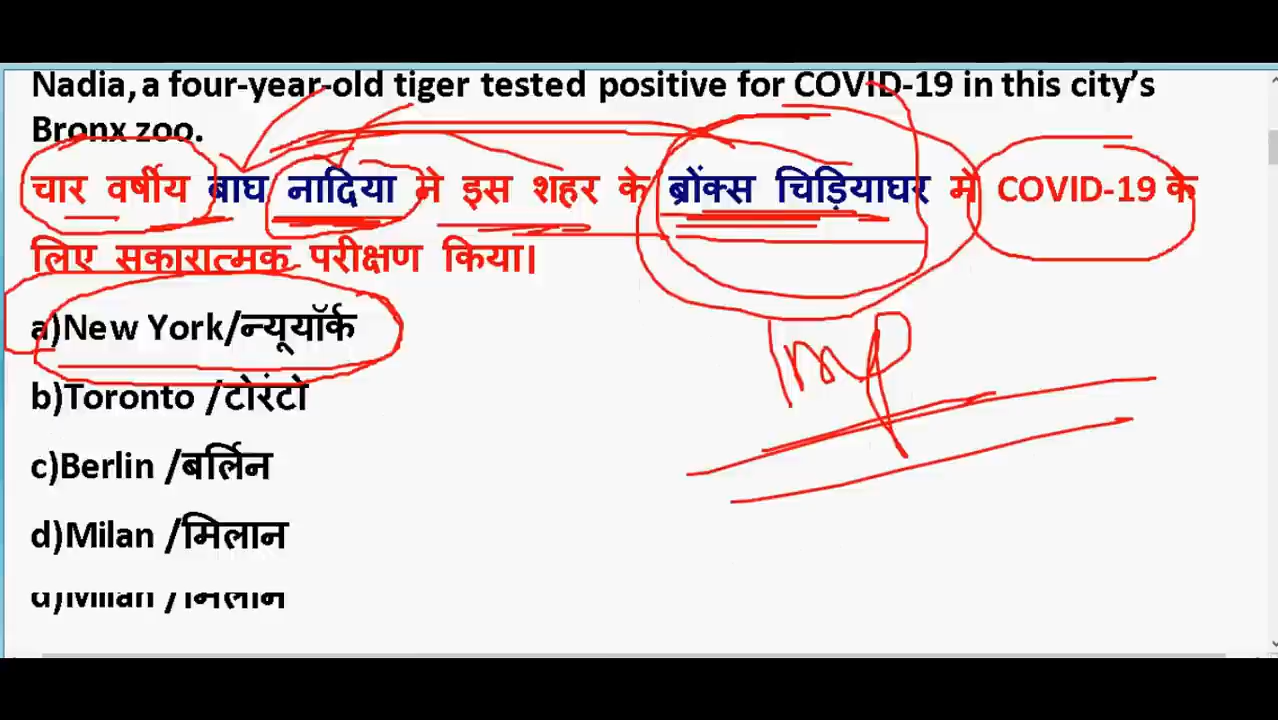 Nadia, a four-year-old tiger tested positive for COVID-19 in this city's
Bronx zoo.
चार वर्षीय बाघ नादिया मे इस शहर के ब्रोंक्स चिड़ियाघर में COVID-19 के
लिए सकारात्मक परीक्षण किया।
a)New York/न्यूयॉर्क
Imp
b)Toronto /टोरंटो
c)Berlin /बर्लिन
d)Milan /मिलान
d)Milan /मिलान